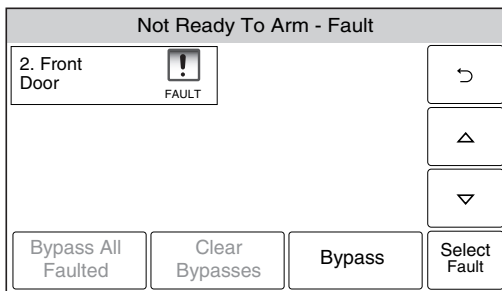 Not Ready To Arm - Fault
2. Front
Door
!
FAULT
Bypass All
Faulted
Clear
Bypasses
Bypass
Select
Fault